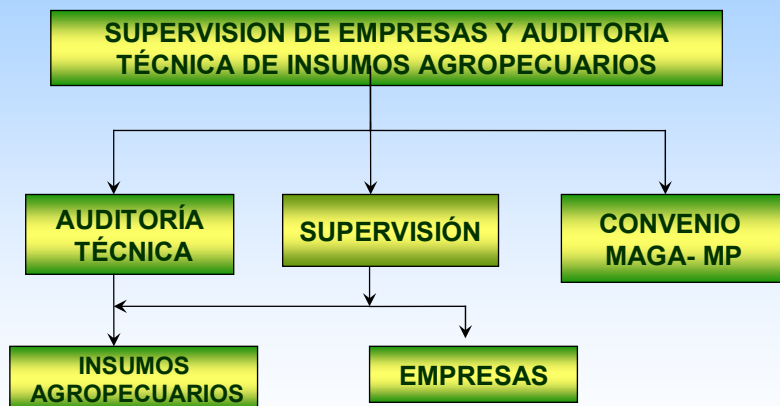 SUPERVISION DE EMPRESAS Y AUDITORIA
TÉCNICA DE INSUMOS AGROPECUARIOS
AUDITORÍA
TÉCNICA
SUPERVISIÓN
CONVENIO
MAGA- MP
INSUMOS
AGROPECUARIOS
EMPRESAS